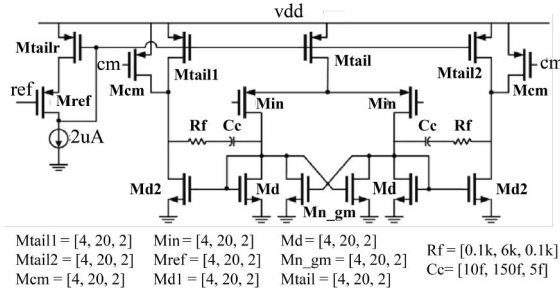 vdd
Mtailr
cm
Mcm
Mtail1
Mtail
Mtail2
cm
Mcm
ref
Mref
Min
Min
2uA
Rf
Cc
Cc
Rf
Md2
Md
Mn_gm
Md
Md2
Mtail1 = [4, 20, 2] Min = [4, 20, 2] Md = [4, 20, 2]
Mtail2 = [4, 20, 2] Mref = [4, 20, 2] Mn_gm = [4, 20, 2]
Mcm = [4, 20, 2] Md1 = [4, 20, 2] Mtail = [4, 20, 2]
Rf = [0.1k, 6k, 0.1k]
Cc= [10f, 150f, 5f]